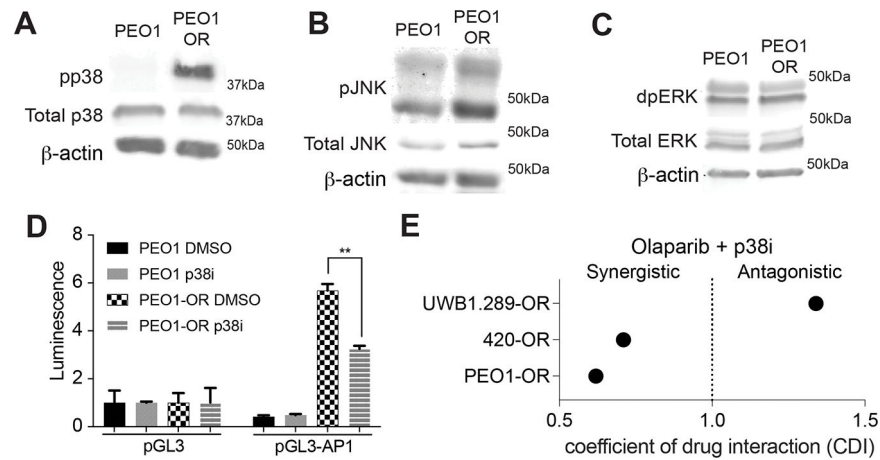 A
PEO1
PEO1
OR
pp38
37kDa
Total p38
37kDa
β-actin
50kDa
B
PEO1
PEO1
OR
pJNK
50kDa
Total JNK
50kDa
β-actin
50kDa
C
PEO1
PEO1
OR
50kDa
dpERK
50kDa
Total ERK
50kDa
β-actin
D
Luminescence
8
6
4
2
0
PEO1 DMSO
PEO1 p38i
PEO1-OR DMSO
PEO1-OR p38i
**
pGL3
pGL3-AP1
E
Olaparib + p38i
Synergistic
Antagonistic
UWB1.289-OR
420-OR
PEO1-OR
0.5
1.0
1.5
coefficient of drug interaction (CDI)